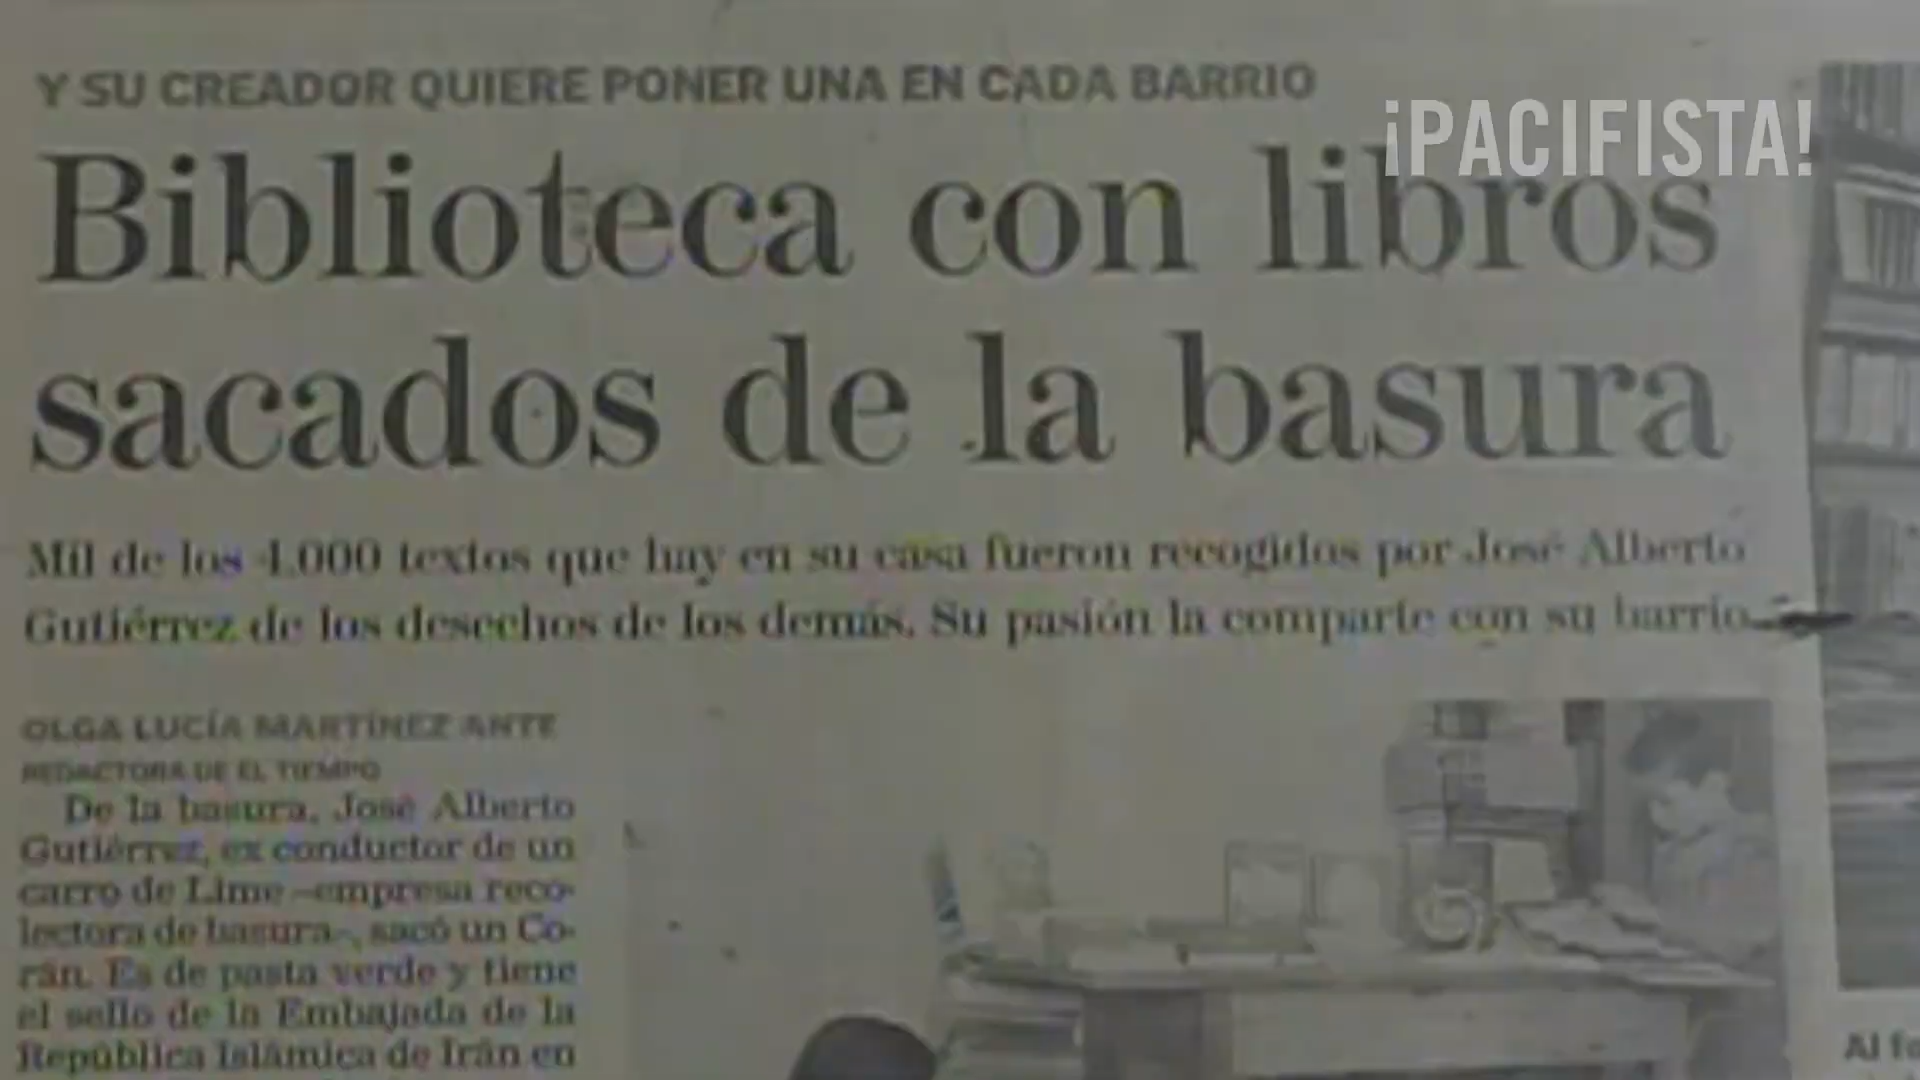 ¡PACIFISTA!
Y SU CREADOR QUIERE PONER UNA EN CADA BARRIO
Biblioteca con libros
sacados de la basura
Mil de los 4.000 textos que hay en su casa fueron recogidos por José Alberto
Gutiérrez de los desechos de los demás. Su pasión la comparte con su barrio
OLGA LUCÍA MARTÍNEZ ANTE
REDACTORA DE EL TIEMPO
De la basura, José Alberto
Gutiérrez, ex conductor de un
carro de Lime –empresa reco-
lectora de basura–, sacó un Co-
rán. Es de pasta verde y tiene
el sello de la Embajada de la
República Islámica de Irán en
Al fo